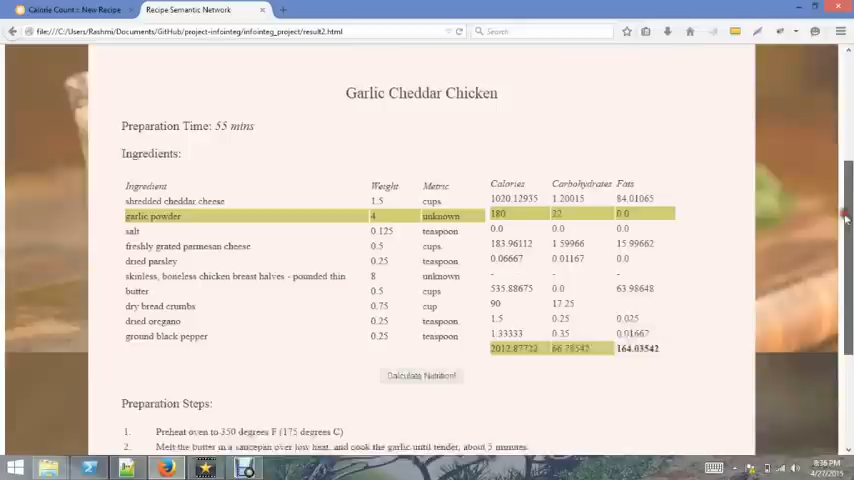 Calorie Count :: New Recipe
Recipe Semantic Network
file:///C:/Users/Rashmi/Documents/GitHub/project-infointeg/infointeg_project/result2.html
Search
Garlic Cheddar Chicken
Preparation Time: 55 mins
Ingredients:
Ingredient Weight Metric Calories Carbohydrates Fats
shredded cheddar cheese 1.5 cups 1020.12935 1.20015 84.01065
garlic powder 4 unknown 180 22 0.0
salt 0.125 teaspoon 0.0 0.0 0.0
freshly grated parmesan cheese 0.5 cups 183.96112 1.59966 15.99662
dried parsley 0.25 teaspoon 0.06667 0.01167 0.0
skinless, boneless chicken breast halves - pounded thin 8 unknown - - -
butter 0.5 cups 535.88675 0.0 63.98648
dry bread crumbs 0.75 cup 90 17.25
dried oregano 0.25 teaspoon 1.5 0.25 0.025
ground black pepper 0.25 teaspoon 1.33333 0.35 0.01667
2012.87722 66.78542 164.03542
Calculate Nutrition!
Preparation Steps:
1. Preheat oven to 350 degrees F (175 degrees C)
2. Melt the butter in a saucepan over low heat, and cook the garlic until tender, about 5 minutes.
8:36 PM
4/27/2015